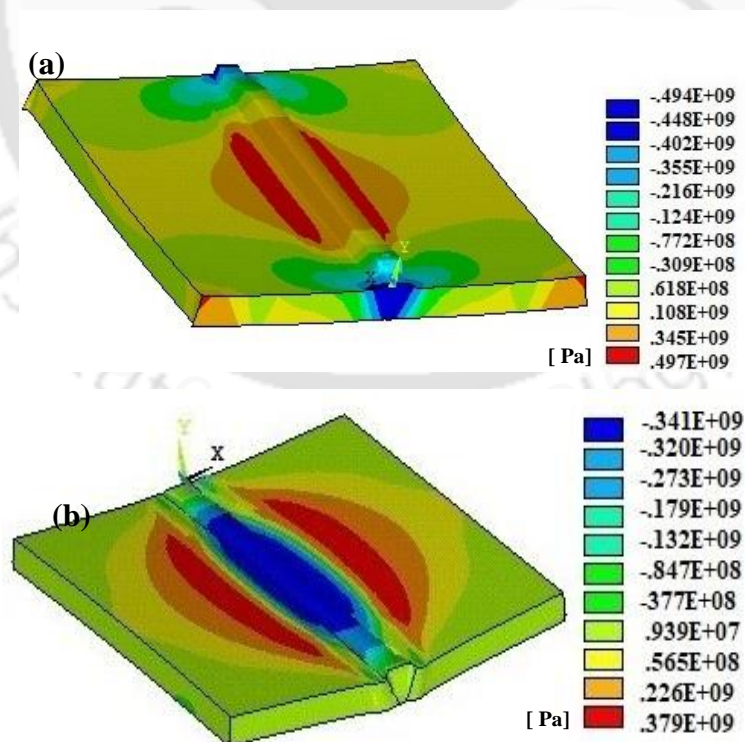 (a)
-.494E+09
-.448E+09
-.402E+09
-.355E+09
-.216E+09
-.124E+09
-.772E+08
-.309E+08
.618E+08
.108E+09
.345E+09
.497E+09
Y
X
[ Pa]
(b)
Y
X
-.341E+09
-.320E+09
-.273E+09
-.179E+09
-.132E+09
-.847E+08
-.377E+08
.939E+07
.565E+08
.226E+09
.379E+09
[ Pa]